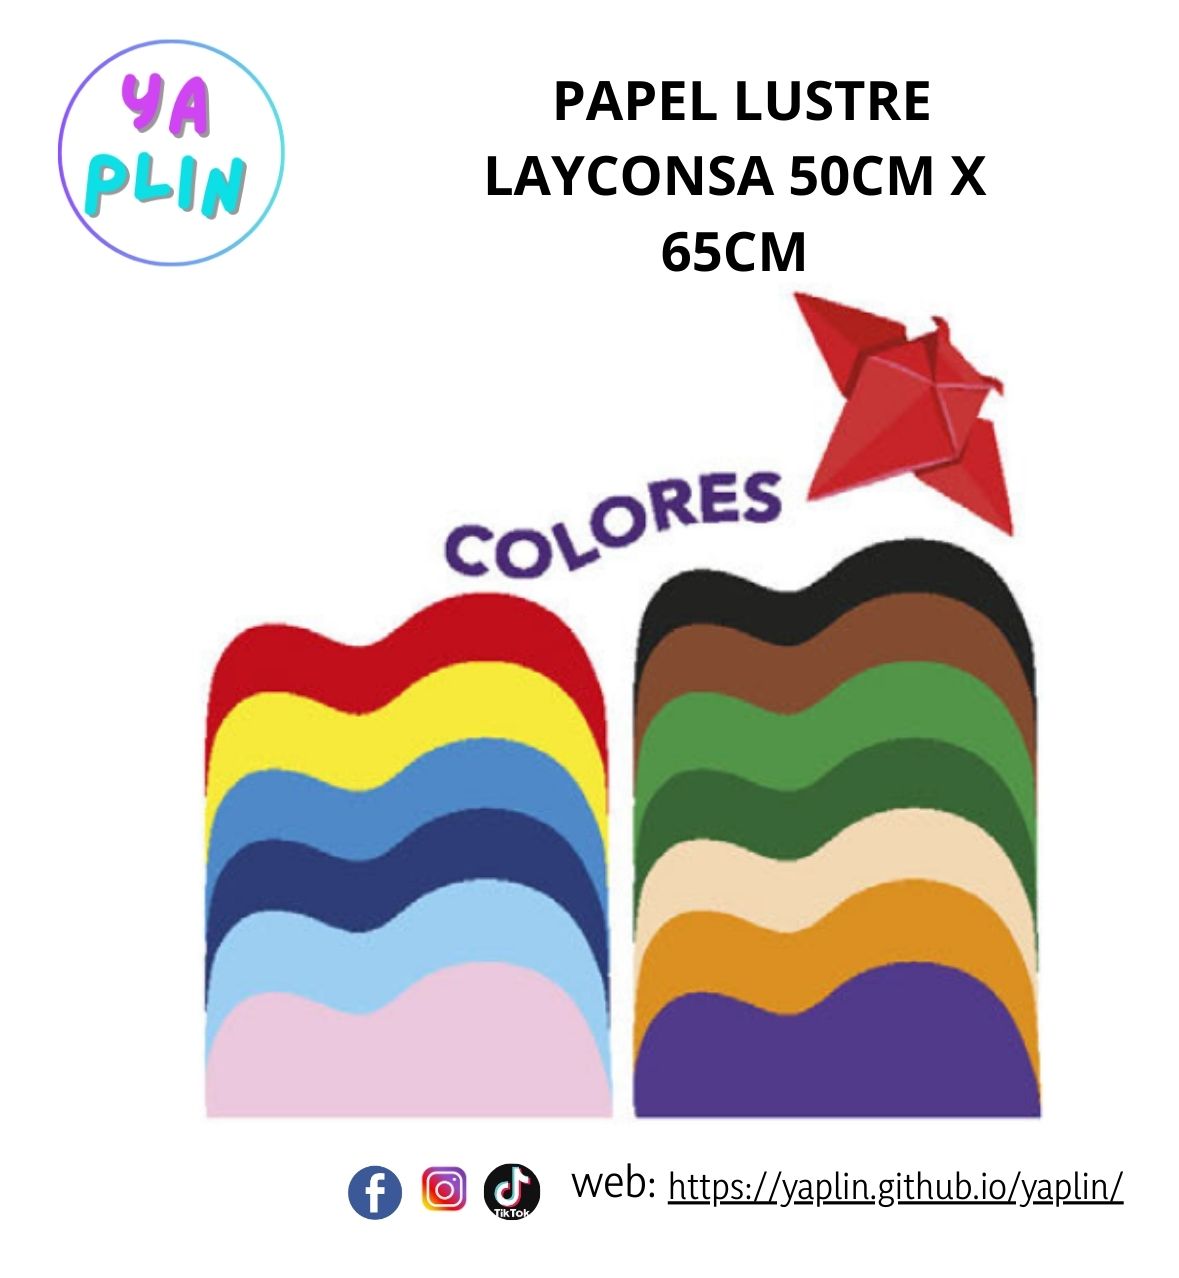 YA
PLIN
PAPEL LUSTRE
LAYCONSA 50CM X
65CM
COLORES
TikTok
web: https://yaplin.github.io/yaplin/